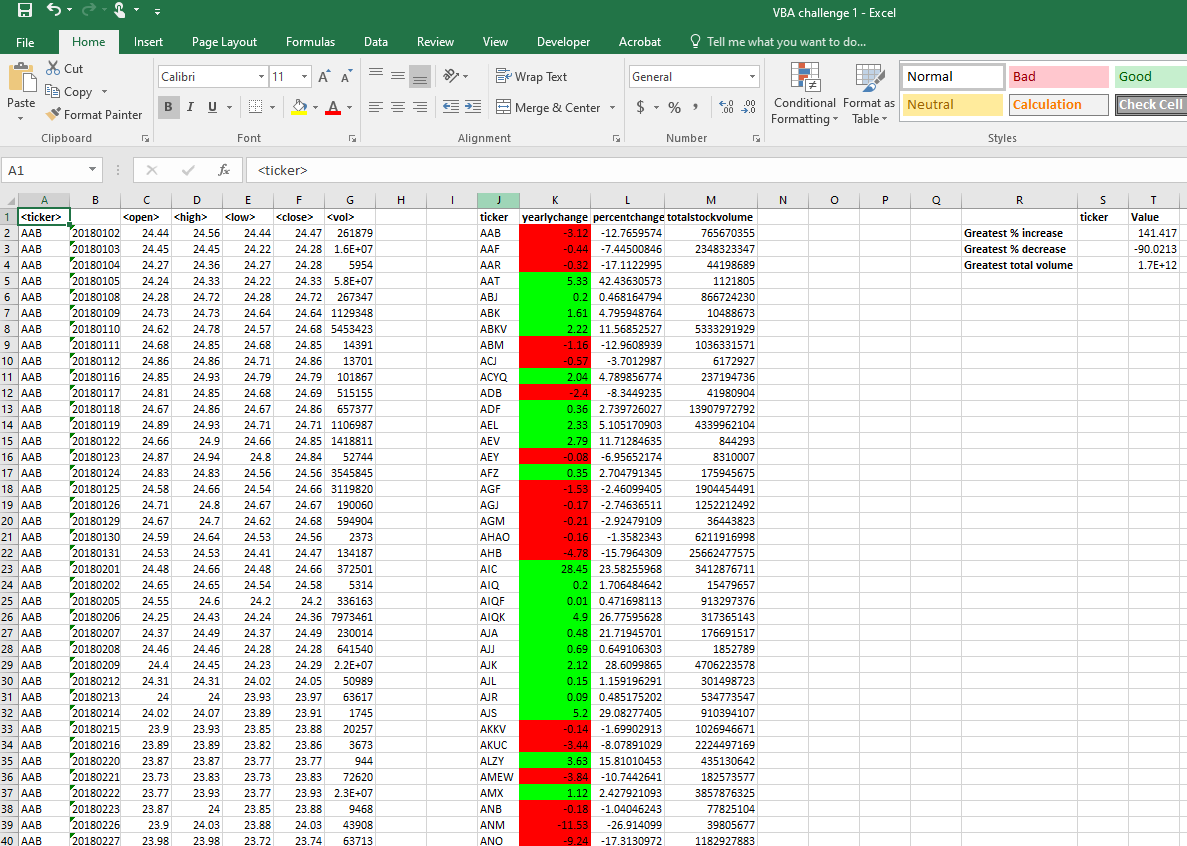 VBA challenge 1 - Excel
File Home Insert Page Layout Formulas Data Review View Developer Acrobat Tell me what you want to do...
Cut Calibri 11 A A Wrap Text General Normal Bad Good
Copy
Paste Format Painter B I U A Merge & Center $ % , Conditional Formatting Format as Table Neutral Calculation Check Cell
Clipboard Font Alignment Number Styles
A1 fx <ticker>
A B C D E F G H I J K L M N O P Q R S T
1 <ticker> <open> <high> <low> <close> <vol> ticker yearlychange percentchange totalstockvolume ticker Value
2 AAB 20180102 24.44 24.56 24.44 24.44 261879 AAB -3.12 -12.7659574 765670355 Greatest % increase 141.417
3 AAB 20180103 24.45 24.45 24.22 24.28 1.6E+07 AAF -0.44 -7.44500846 2348323347 Greatest % decrease -90.0213
4 AAB 20180104 24.27 24.36 24.27 24.28 5954 AAR -0.32 -17.1122995 44198689 Greatest total volume 1.7E+12
5 AAB 20180105 24.24 24.33 24.22 24.33 5.8E+07 AAT 5.33 42.43630573 1121805
6 AAB 20180108 24.28 24.72 24.28 24.72 267347 ABJ 0.2 0.468164794 866724230
7 AAB 20180109 24.73 24.73 24.64 24.64 1129348 ABK 1.61 4.795948764 10488673
8 AAB 20180110 24.62 24.78 24.57 24.68 5453423 ABKV 2.22 11.56852527 5333291929
9 AAB 20180111 24.68 24.85 24.68 24.85 14391 ABM -1.16 -12.9608939 1036331571
10 AAB 20180112 24.86 24.86 24.71 24.86 13701 ACJ -0.57 -3.7012987 6172927
11 AAB 20180116 24.85 24.93 24.79 24.79 101867 ACYQ 2.04 4.789856774 237194736
12 AAB 20180117 24.81 24.85 24.68 24.69 515155 ADB -2.4 -8.3449235 41980904
13 AAB 20180118 24.67 24.86 24.67 24.86 657377 ADF 0.36 2.739726027 13907972792
14 AAB 20180119 24.89 24.93 24.71 24.71 1106987 AEL 2.33 5.105170903 4339962104
15 AAB 20180122 24.66 24.9 24.66 24.85 1418811 AEV 2.79 11.71284635 844293
16 AAB 20180123 24.87 24.94 24.8 24.84 52744 AEY -0.08 -6.95652174 8310007
17 AAB 20180124 24.83 24.83 24.56 24.56 3545845 AFZ 0.35 2.704791345 175945675
18 AAB 20180125 24.58 24.66 24.54 24.66 3119820 AGF -1.53 -2.46099405 1904454491
19 AAB 20180126 24.71 24.8 24.67 24.67 190060 AGJ -0.17 -2.74636511 1252212492
20 AAB 20180129 24.67 24.7 24.62 24.68 594904 AGM -0.21 -2.92479109 36443823
21 AAB 20180130 24.59 24.64 24.53 24.56 2373 AHAO -0.16 -1.3582343 6211916998
22 AAB 20180131 24.53 24.53 24.41 24.47 134187 AHB -4.78 -15.7964309 25662477575
23 AAB 20180201 24.48 24.66 24.48 24.66 372501 AIC 28.45 23.58255968 3412876711
24 AAB 20180202 24.65 24.65 24.54 24.58 5314 AIQ 0.2 1.706484642 15479657
25 AAB 20180205 24.55 24.6 24.2 24.2 336163 AIQF 0.01 0.471698113 913297376
26 AAB 20180206 24.25 24.43 24.24 24.36 7973461 AIQK 4.9 26.77595628 317365143
27 AAB 20180207 24.37 24.49 24.37 24.49 230014 AJA 0.48 21.71945701 176691517
28 AAB 20180208 24.46 24.46 24.28 24.28 641540 AJJ 0.69 0.649106303 1852789
29 AAB 20180209 24.4 24.45 24.23 24.29 2.2E+07 AJK 2.12 28.6099865 4706223578
30 AAB 20180212 24.31 24.31 24.02 24.05 50989 AJL 0.15 1.159196291 301498723
31 AAB 20180213 24 24 23.93 23.97 63617 AJR 0.09 0.485175202 534773547
32 AAB 20180214 24.02 24.07 23.89 23.91 1745 AJS 5.2 29.08277405 910394107
33 AAB 20180215 23.9 23.93 23.85 23.88 20257 AKKV -0.14 -1.69902913 1026946671
34 AAB 20180216 23.89 23.89 23.82 23.86 3673 AKUC -3.44 -8.07891029 2224497169
35 AAB 20180220 23.87 23.87 23.77 23.77 944 ALZY 3.63 15.81010453 435130642
36 AAB 20180221 23.73 23.83 23.73 23.83 72620 AMEW -3.84 -10.7442641 182573577
37 AAB 20180222 23.77 23.93 23.77 23.93 2.3E+07 AMX 1.12 2.427921093 3857876325
38 AAB 20180223 23.87 24 23.85 23.88 9468 ANB -0.18 -1.04046243 77825104
39 AAB 20180226 23.9 24.03 23.88 24.03 43908 ANM -11.53 -26.914099 39805677
40 AAB 20180227 23.98 23.98 23.72 23.74 63713 ANO -9.24 -17.3130972 1182927883